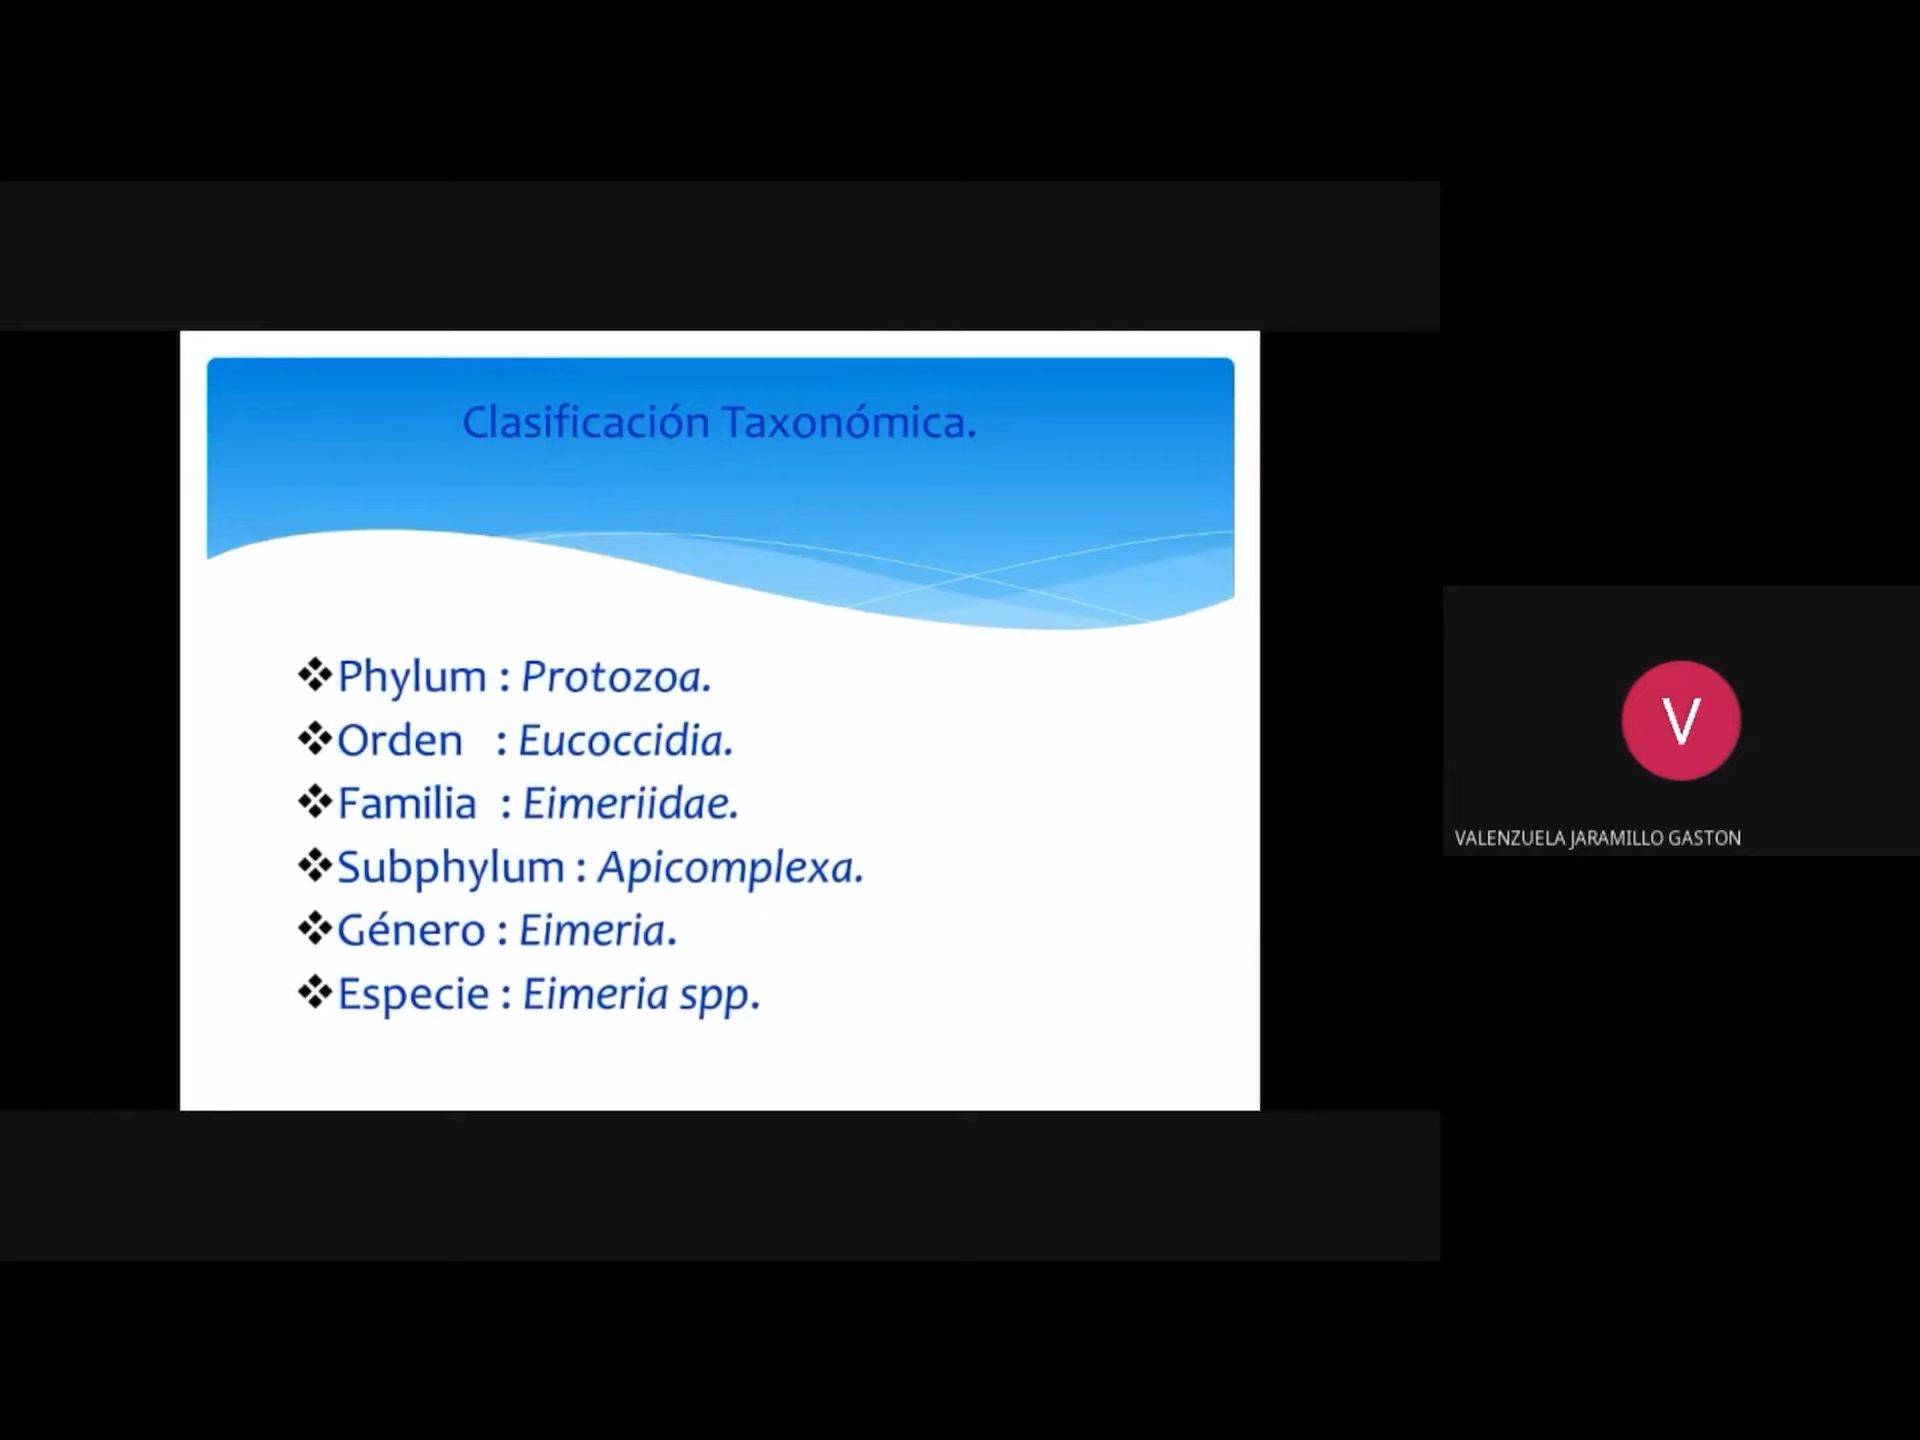 Clasificación Taxonómica.
❖Phylum : Protozoa.
❖Orden : Eucoccidia.
❖Familia : Eimeriidae.
❖Subphylum : Apicomplexa.
❖Género : Eimeria.
❖Especie : Eimeria spp.
V
VALENZUELA JARAMILLO GASTON